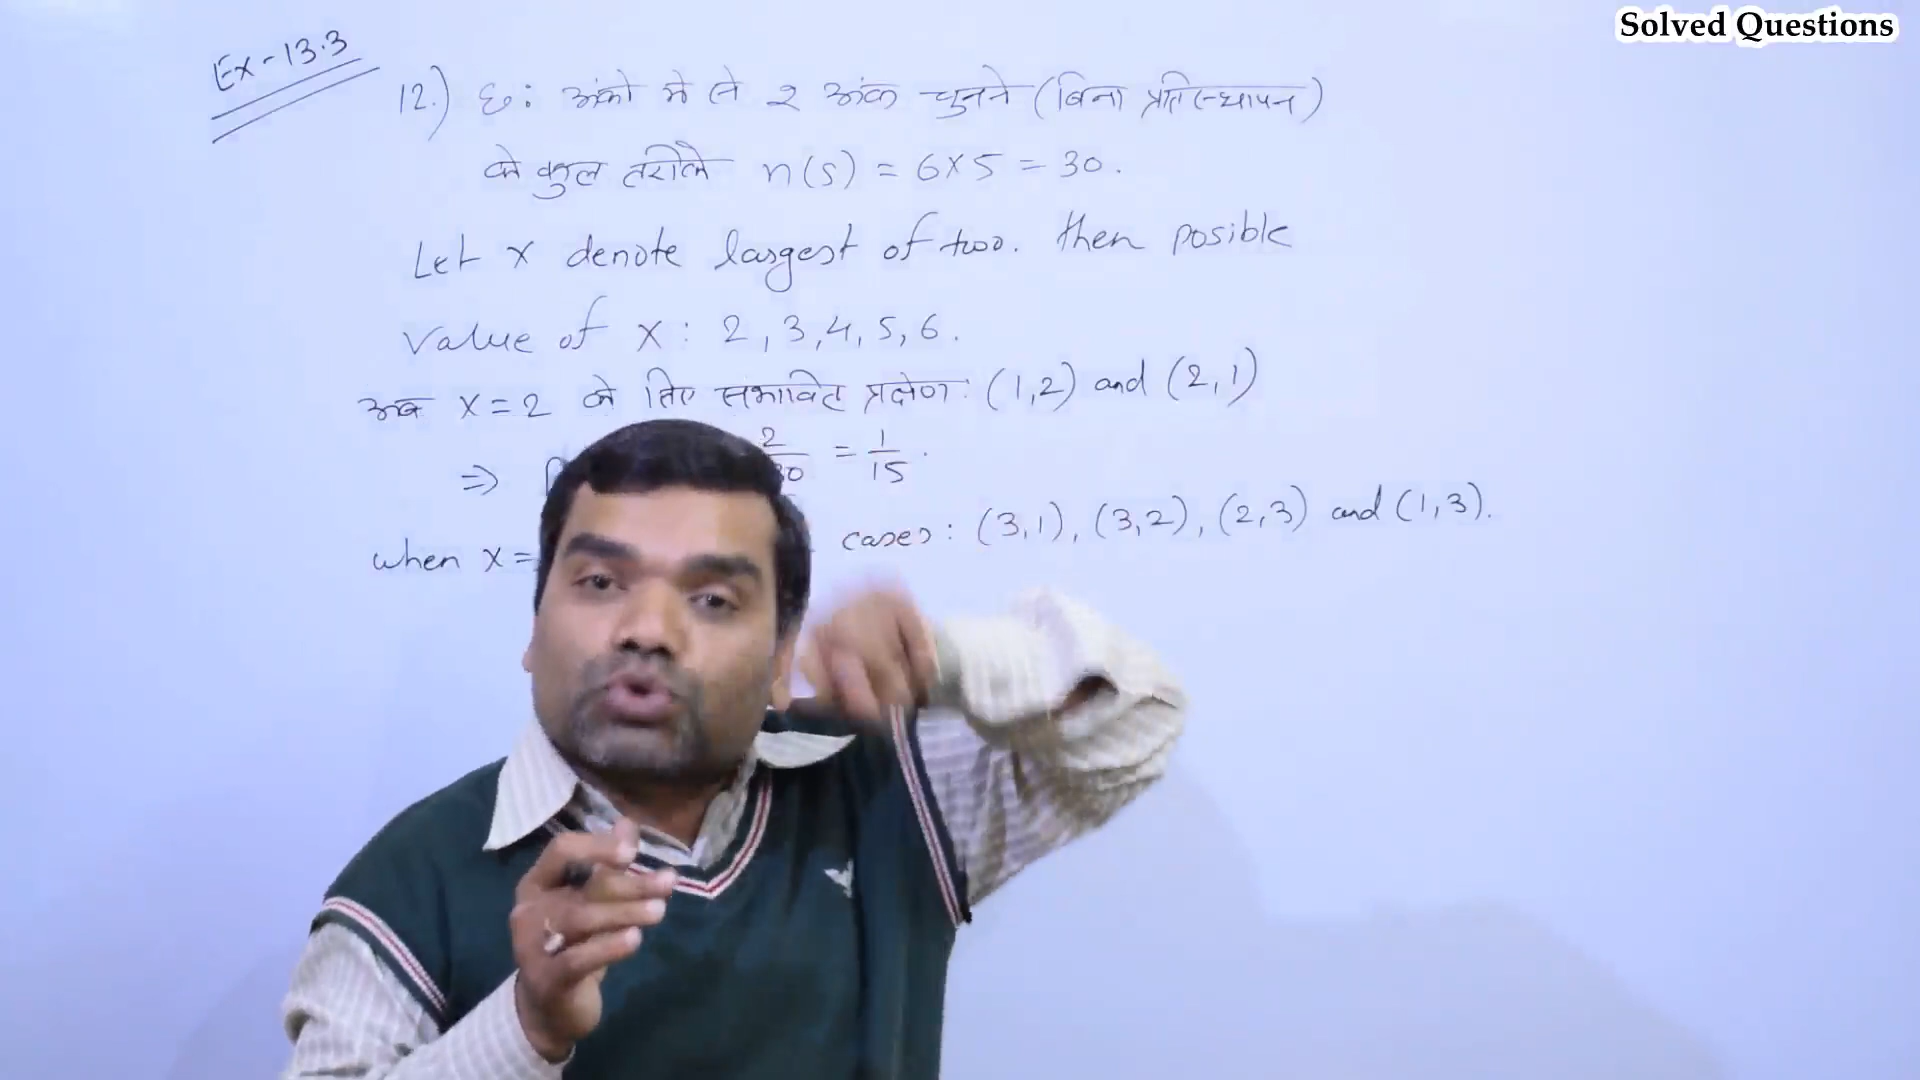 Solved Questions
Ex-13.3
12.) छः अंको मे से 2 अंक चुनने (बिना प्रतिस्थापन)
के कुल तरीके n(s) = 6×5 = 30.
Let x denote largest of two. then posible
Value of x : 2, 3, 4, 5, 6.
अब x=2 के लिए सम्भावित प्रक्षेण: (1,2) and (2,1)
⇒ 2 = 1/15.
when x= cases: (3,1), (3,2), (2,3) and (1,3).